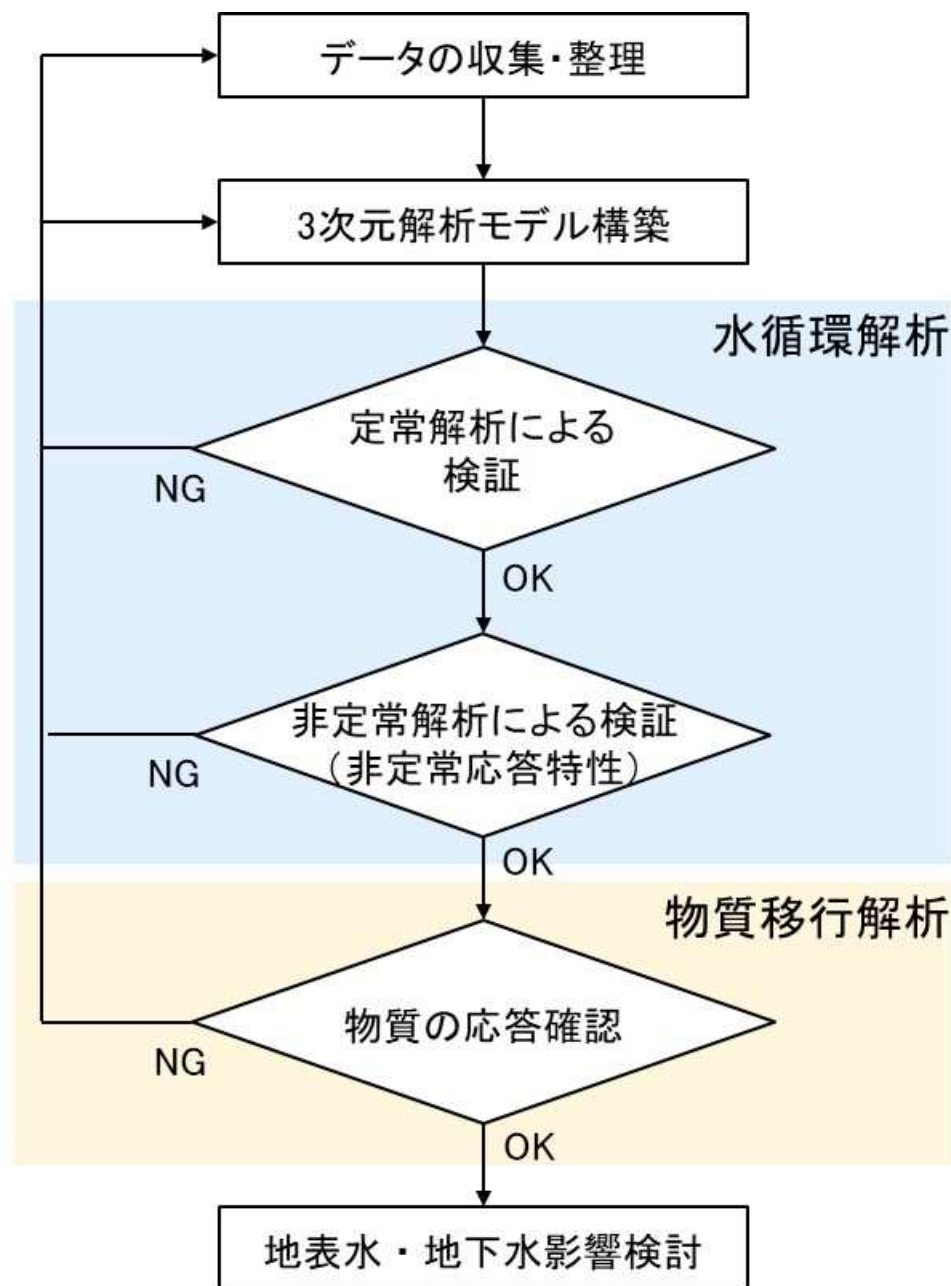 データの収集・整理
3次元解析モデル構築
水循環解析
定常解析による
検証
NG
OK
非定常解析による検証
(非定常応答特性)
NG
OK
物質移行解析
物質の応答確認
NG
OK
地表水・地下水影響検討